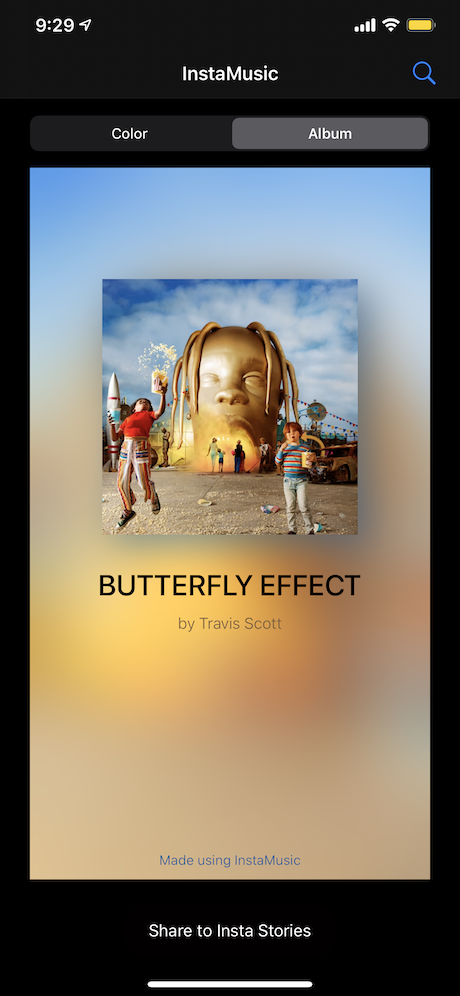 9:29
InstaMusic
Color
Album
BUTTERFLY EFFECT
by Travis Scott
Made using InstaMusic
Share to Insta Stories